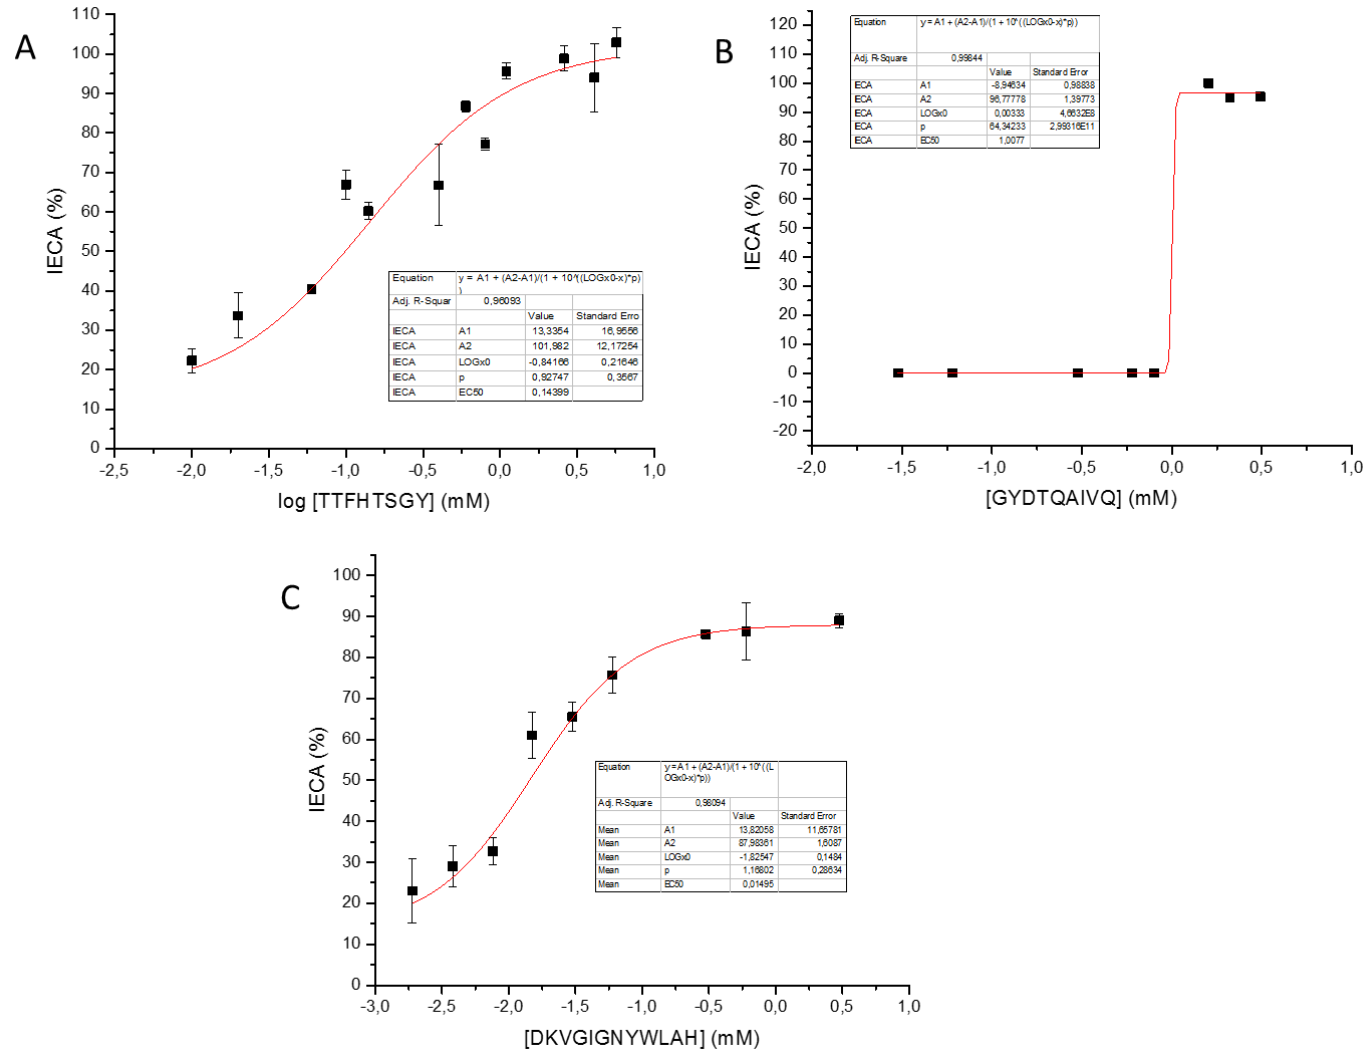 A
IECA (%)
110
100
90
80
70
60
50
40
30
20
10
0
-2,5 -2,0 -1,5 -1,0 -0,5 0,0 0,5 1,0
log [TTFHTSGY] (mM)
Equation y = A1 + (A2-A1)/(1 + 10^((LOGx0-x)*p)
)
Adj. R-Squar 0,96093
Value Standard Erro
IECA A1 13,3354 16,9556
IECA A2 101,982 12,17254
IECA LOGx0 -0,84166 0,21646
IECA p 0,92747 0,3567
IECA EC50 0,14399
B
IECA (%)
120
110
100
90
80
70
60
50
40
30
20
10
0
-10
-20
-2,0 -1,5 -1,0 -0,5 0,0 0,5 1,0
[GYDTQAIVQ] (mM)
Equation y = A1 + (A2-A1)/(1 + 10^((LOGx0-x)*p))
Adj. R-Square 0,99844
Value Standard Error
ECA A1 -8,94634 0,98838
ECA A2 96,77778 1,39773
ECA LOGx0 0,00333 4,6632E8
ECA p 64,34233 2,99316E11
ECA EC50 1,0077
C
IECA (%)
100
90
80
70
60
50
40
30
20
10
0
-3,0 -2,5 -2,0 -1,5 -1,0 -0,5 0,0 0,5 1,0
[DKVGIGNYWLAH] (mM)
Equation y = A1 + (A2-A1)/(1 + 10^((L
OGx0-x)*p))
Adj. R-Square 0,98094
Value Standard Error
Mean A1 13,82058 11,65781
Mean A2 87,98361 1,6087
Mean LOGx0 -1,82547 0,1484
Mean p 1,16802 0,28634
Mean EC50 0,01495